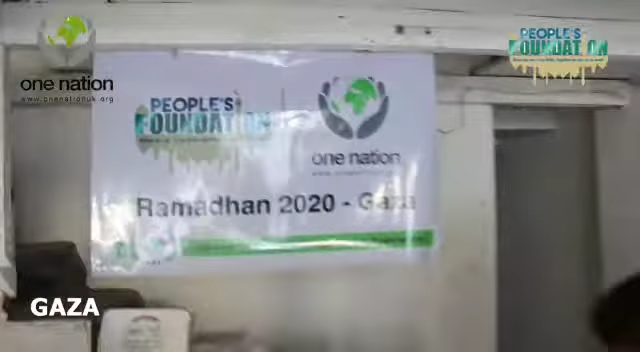 one nation
www.onenationuk.org
PEOPLE'S
FOUNDATION
PEOPLE'S
FOUNDATION
one nation
Ramadhan 2020 - Gaza
GAZA